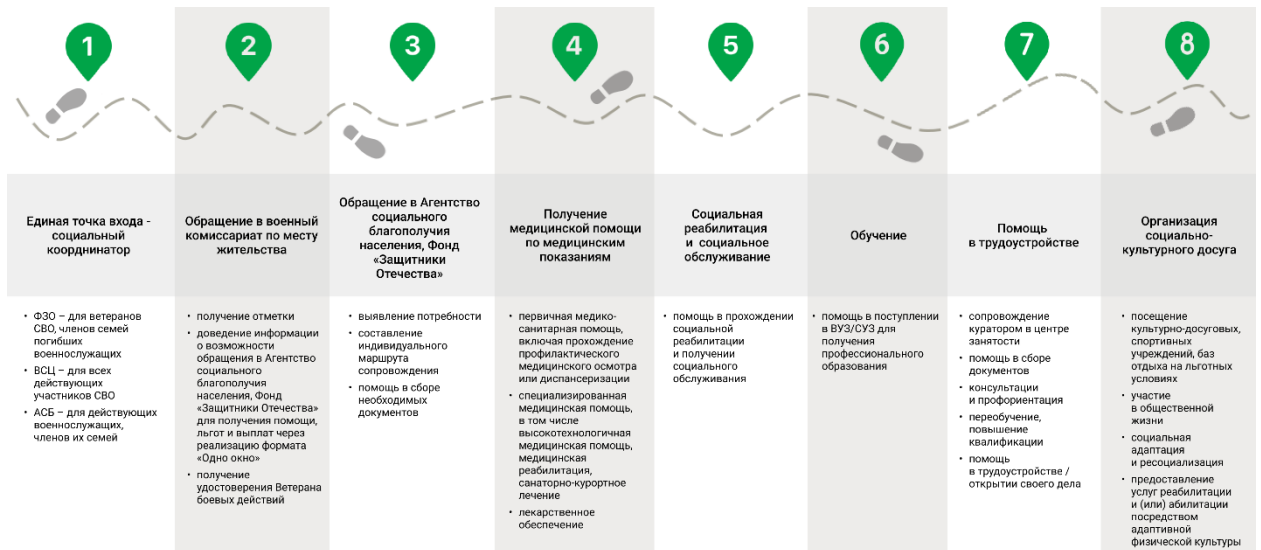 1
2
3
4
5
6
7
8
Единая точка входа -
социальный
коорднинатор
Обращение в военный
комиссариат по месту
жительства
Обращение в Агентство
социального
благополучия
населения, Фонд
«Защитники
Отечества»
Получение
медицинской помощи
по медицинским
показаниям
Социальная
реабилитация
и социальное
обслуживание
Обучение
Помощь
в трудоустройстве
Организация
социально-
культурного досуга
• ФЗО – для ветеранов
СВО, членов семей
погибших
военнослужащих
• ВСЦ – для всех
действующих
участников СВО
• АСБ – для действующих
военнослужащих,
членов их семей
• получение отметки
• доведение информации
о возможности
обращения в Агентство
социального
благополучия
населения, Фонд
«Защитники Отечества»
для получения помощи,
льгот и выплат через
реализацию формата
«Одно окно»
• получение
удостоверения Ветерана
боевых действий
• выявление потребности
• составление
индивидуального
маршрута
сопровождения
• помощь в сборе
необходимых
документов
• первичная медико-
санитарная помощь,
включая прохождение
профилактического
медицинского осмотра
или диспансеризации
• специализированная
медицинская помощь,
в том числе
высокотехнологичная
медицинская помощь,
медицинская
реабилитация,
санаторно-курортное
лечение
• лекарственное
обеспечение
• помощь в прохождении
социальной
реабилитации
и получении
социального
обслуживания
• помощь в поступлении
в ВУЗ/СУЗ для
получения
профессионального
образования
• сопровождение
куратором в центре
занятости
• помощь в сборе
документов
• консультации
и профориентация
• переобучение,
повышение
квалификации
• помощь
в трудоустройстве /
открытии своего дела
• посещение
культурно-досуговых,
спортивных
учреждений, баз
отдыха на льготных
условиях
• участие
в общественной
жизни
• социальная
адаптация
и ресоциализация
• предоставление
услуг реабилитации
и (или) абилитации
посредством
адаптивной
физической культуры